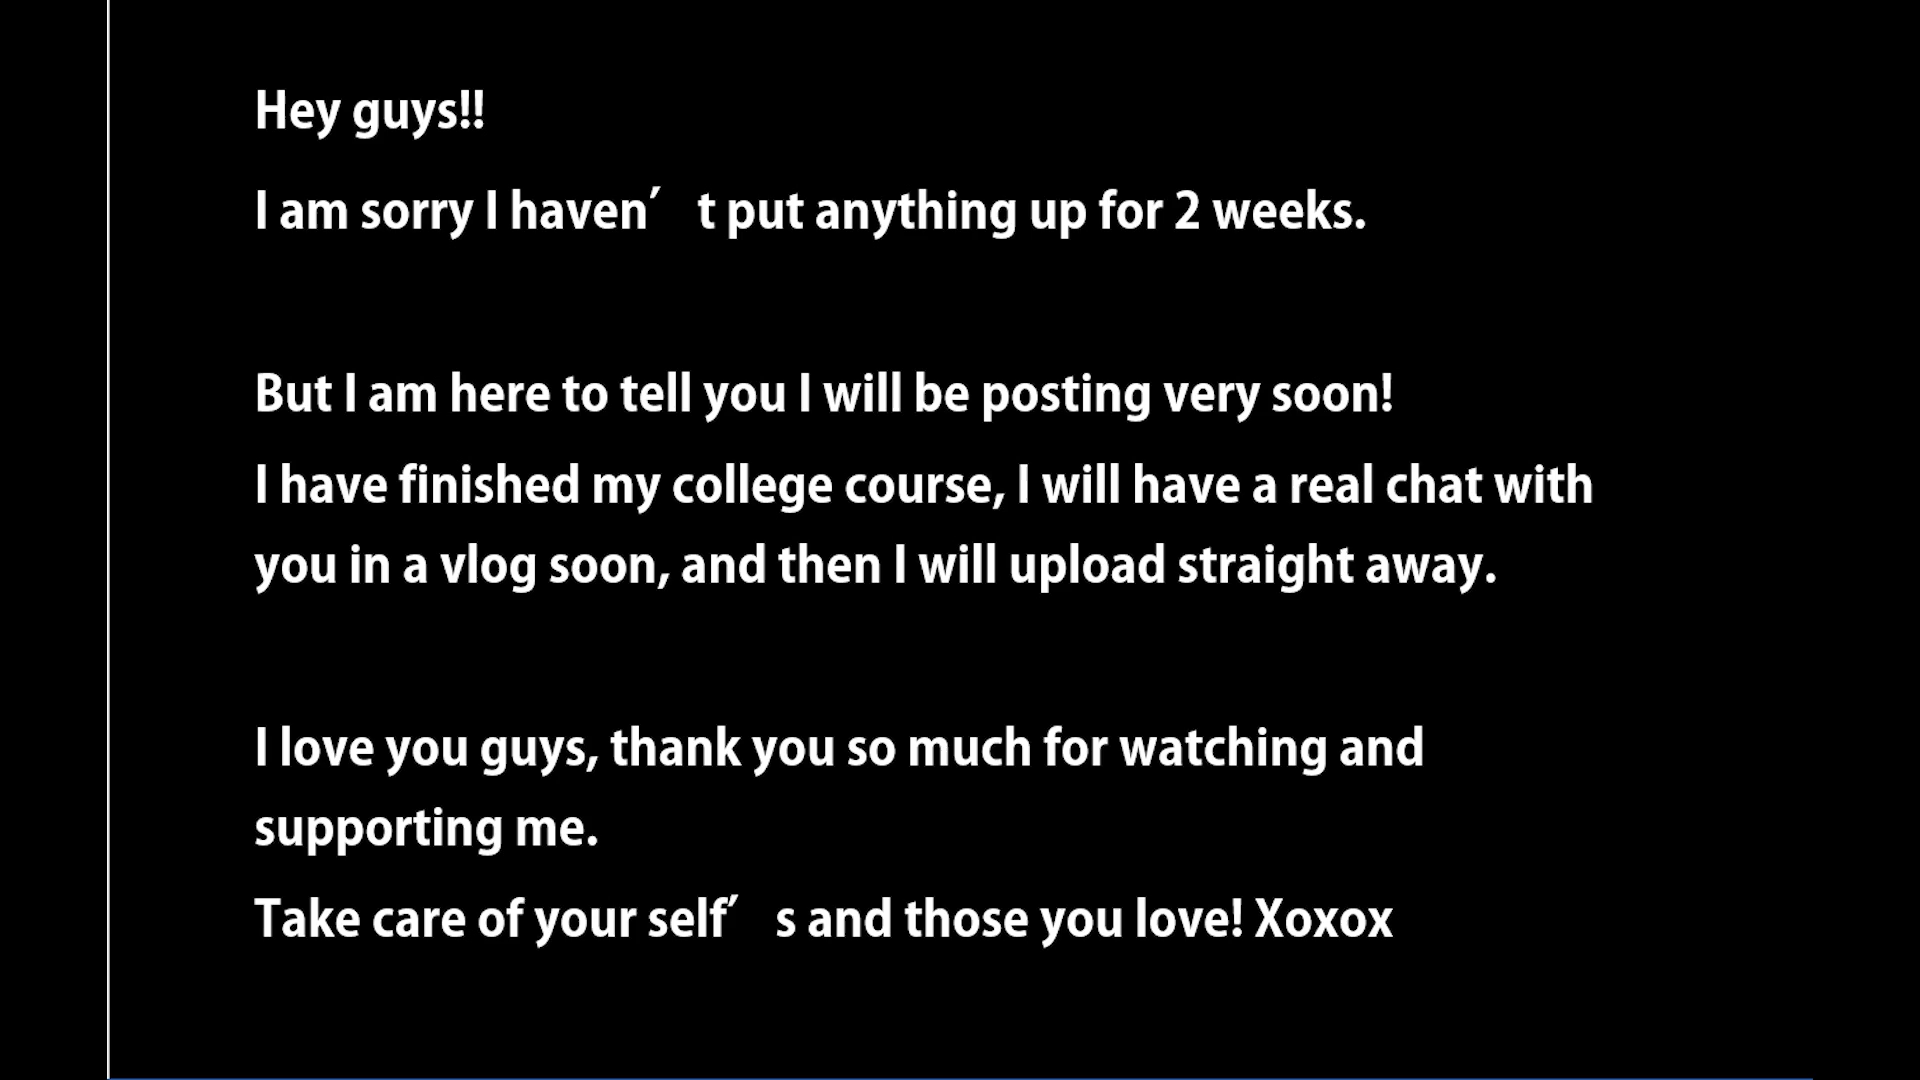 Hey guys!!
I am sorry I haven′ t put anything up for 2 weeks.
But I am here to tell you I will be posting very soon!
I have finished my college course, I will have a real chat with
you in a vlog soon, and then I will upload straight away.
I love you guys, thank you so much for watching and
supporting me.
Take care of your self′ s and those you love! Xoxox